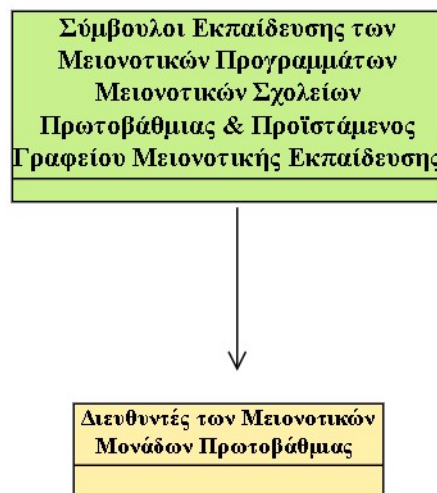 Σύμβουλοι Εκπαίδευσης των
Μειονοτικών Προγραμμάτων
Μειονοτικών Σχολείων
Πρωτοβάθμιας & Προϊστάμενος
Γραφείου Μειονοτικής Εκπαίδευσης
Διευθυντές των Μειονοτικών
Μονάδων Πρωτοβάθμιας